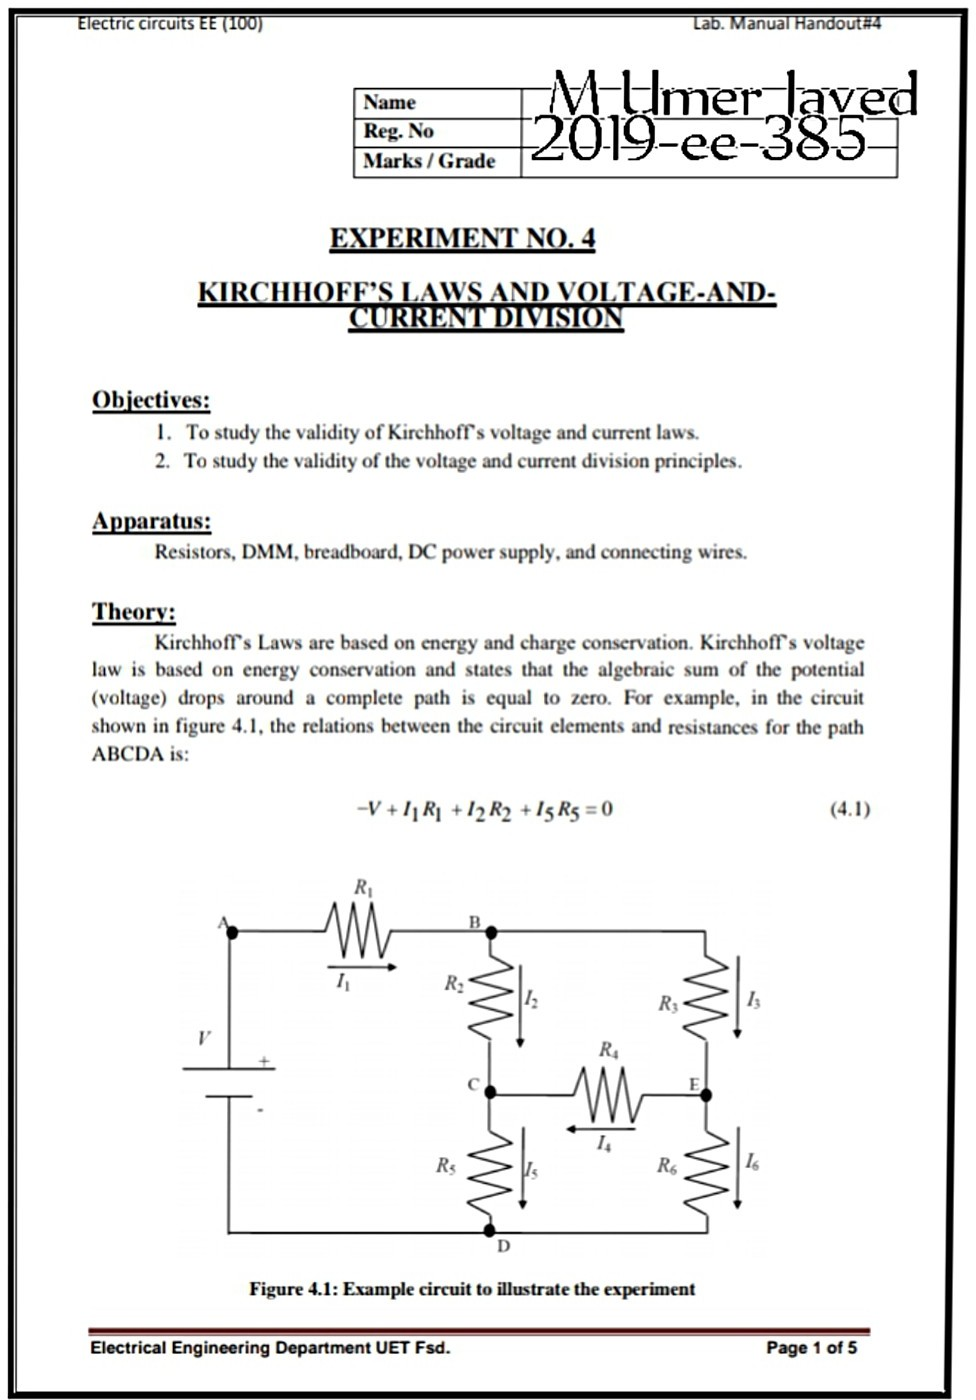 Electric circuits EE (100) Lab. Manual Handout#4
Name M Umer Javed
Reg. No 2019-ee-385
Marks / Grade
EXPERIMENT NO. 4
KIRCHHOFF'S LAWS AND VOLTAGE-AND-
CURRENT DIVISION
Objectives:
1. To study the validity of Kirchhoff's voltage and current laws.
2. To study the validity of the voltage and current division principles.
Apparatus:
Resistors, DMM, breadboard, DC power supply, and connecting wires.
Theory:
Kirchhoff's Laws are based on energy and charge conservation. Kirchhoff's voltage
law is based on energy conservation and states that the algebraic sum of the potential
(voltage) drops around a complete path is equal to zero. For example, in the circuit
shown in figure 4.1, the relations between the circuit elements and resistances for the path
ABCDA is:
–V + I₁ R₁ + I₂ R₂ + I₅ R₅ = 0 (4.1)
R₁
A B
I₁ R₂ I₂ R₃ I₃
V R₄
+ C E
-
I₄
R₅ I₅ R₆ I₆
D
Figure 4.1: Example circuit to illustrate the experiment
Electrical Engineering Department UET Fsd. Page 1 of 5